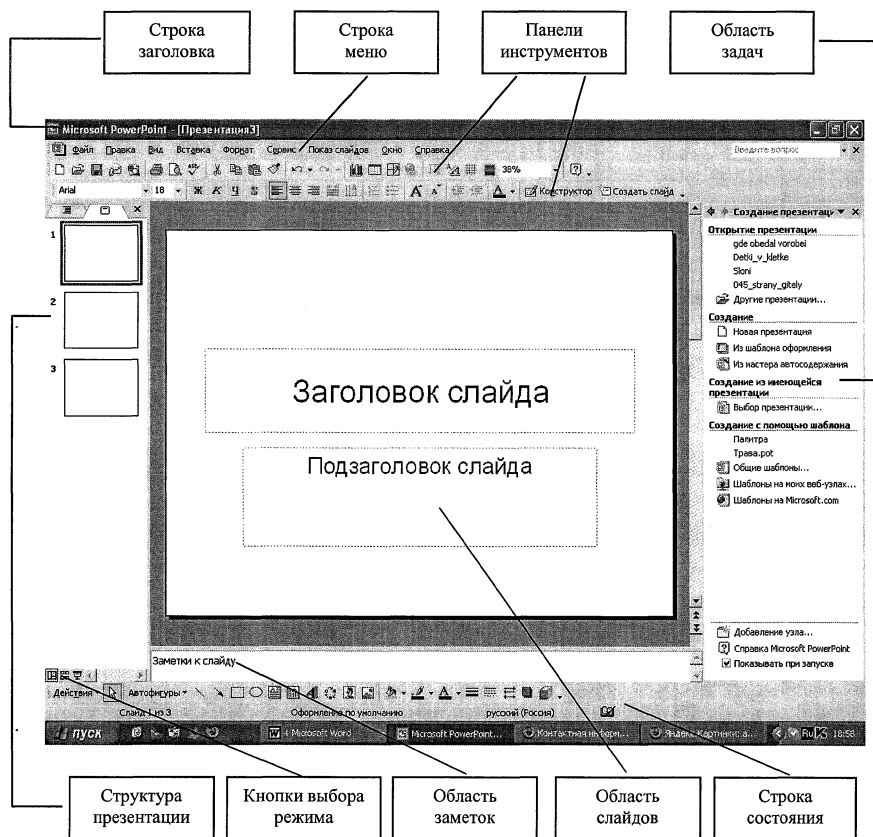 Строка
заголовка
Строка
меню
Панели
инструментов
Область
задач
Microsoft PowerPoint - [Презентация3]
Файл Правка Вид Вставка Формат Сервис Показ слайдов Окно Справка
Введите вопрос
38%
Arial 18 Ж К Ч S Конструктор Создать слайд
Создание презентаци
1
2
3
Открытие презентации
gde obedal vorobei
Detki_v_kletke
Sloni
045_strany_gitely
Другие презентации...
Создание
Новая презентация
Из шаблона оформления
Из мастера автосодержания
Создание из имеющейся
презентации
Выбор презентации...
Создание с помощью шаблона
Палитра
Трава.pot
Общие шаблоны...
Шаблоны на моих веб-узлах...
Шаблоны на Microsoft.com
Заголовок слайда
Подзаголовок слайда
Добавление узла...
Справка Microsoft PowerPoint
Показывать при запуске
Заметки к слайду
Действия Автофигуры
Слайд 1 из 3 Оформление по умолчанию русский (Россия)
пуск 4 Microsoft Word Microsoft PowerPoint... Контактная информ... Яндекс.Картинки: а... Ru 18:58
Структура
презентации
Кнопки выбора
режима
Область
заметок
Область
слайдов
Строка
состояния